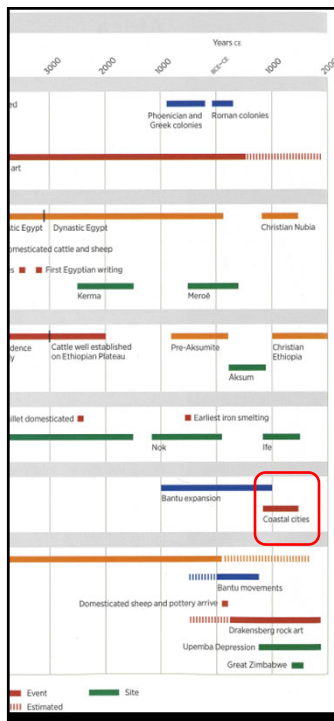 Years CE
3000 2000 1000 BCE–CE 1000 2000
ed
Phoenician and
Greek colonies
Roman colonies
art
stic Egypt
Dynastic Egypt
Christian Nubia
omesticated cattle and sheep
s
First Egyptian writing
Kerma
Meroë
dence
y
Cattle well established
on Ethiopian Plateau
Pre-Aksumite
Christian
Ethiopia
Aksum
illet domesticated
Earliest iron smelting
Nok
Ife
Bantu expansion
Coastal cities
Bantu movements
Domesticated sheep and pottery arrive
Drakensberg rock art
Upemba Depression
Great Zimbabwe
Event
Site
Estimated